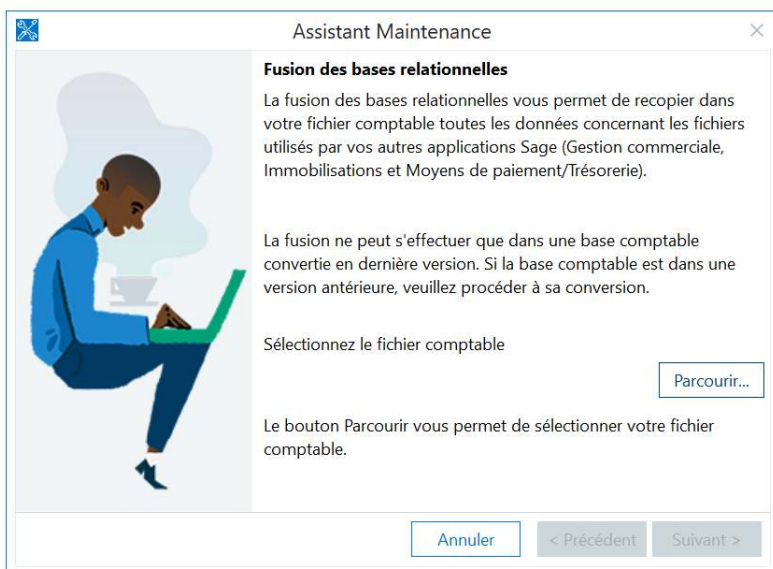 Assistant Maintenance
Fusion des bases relationnelles
La fusion des bases relationnelles vous permet de recopier dans
votre fichier comptable toutes les données concernant les fichiers
utilisés par vos autres applications Sage (Gestion commerciale,
Immobilisations et Moyens de paiement/Trésorerie).
La fusion ne peut s'effectuer que dans une base comptable
convertie en dernière version. Si la base comptable est dans une
version antérieure, veuillez procéder à sa conversion.
Sélectionnez le fichier comptable
Parcourir...
Le bouton Parcourir vous permet de sélectionner votre fichier
comptable.
Annuler < Précédent Suivant >